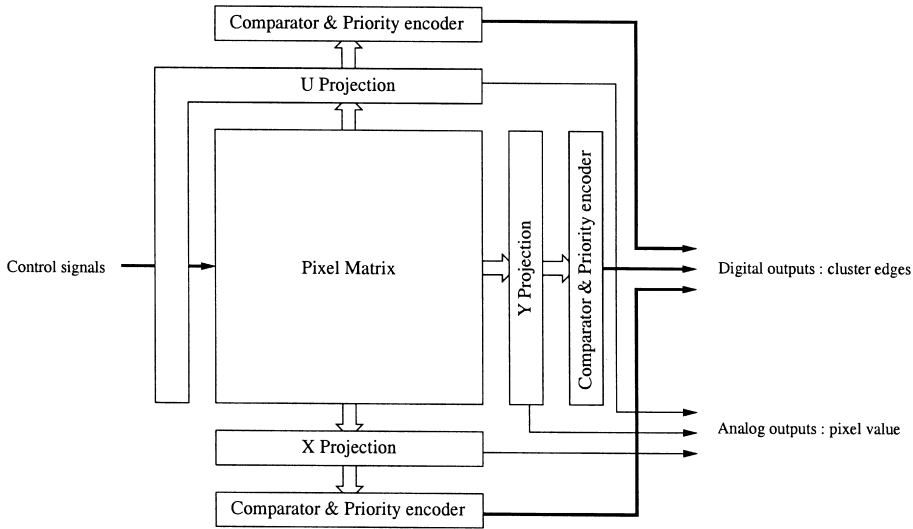 Comparator & Priority encoder
U Projection
Control signals
Pixel Matrix
Y Projection
Comparator & Priority encoder
Digital outputs : cluster edges
Analog outputs : pixel value
X Projection
Comparator & Priority encoder